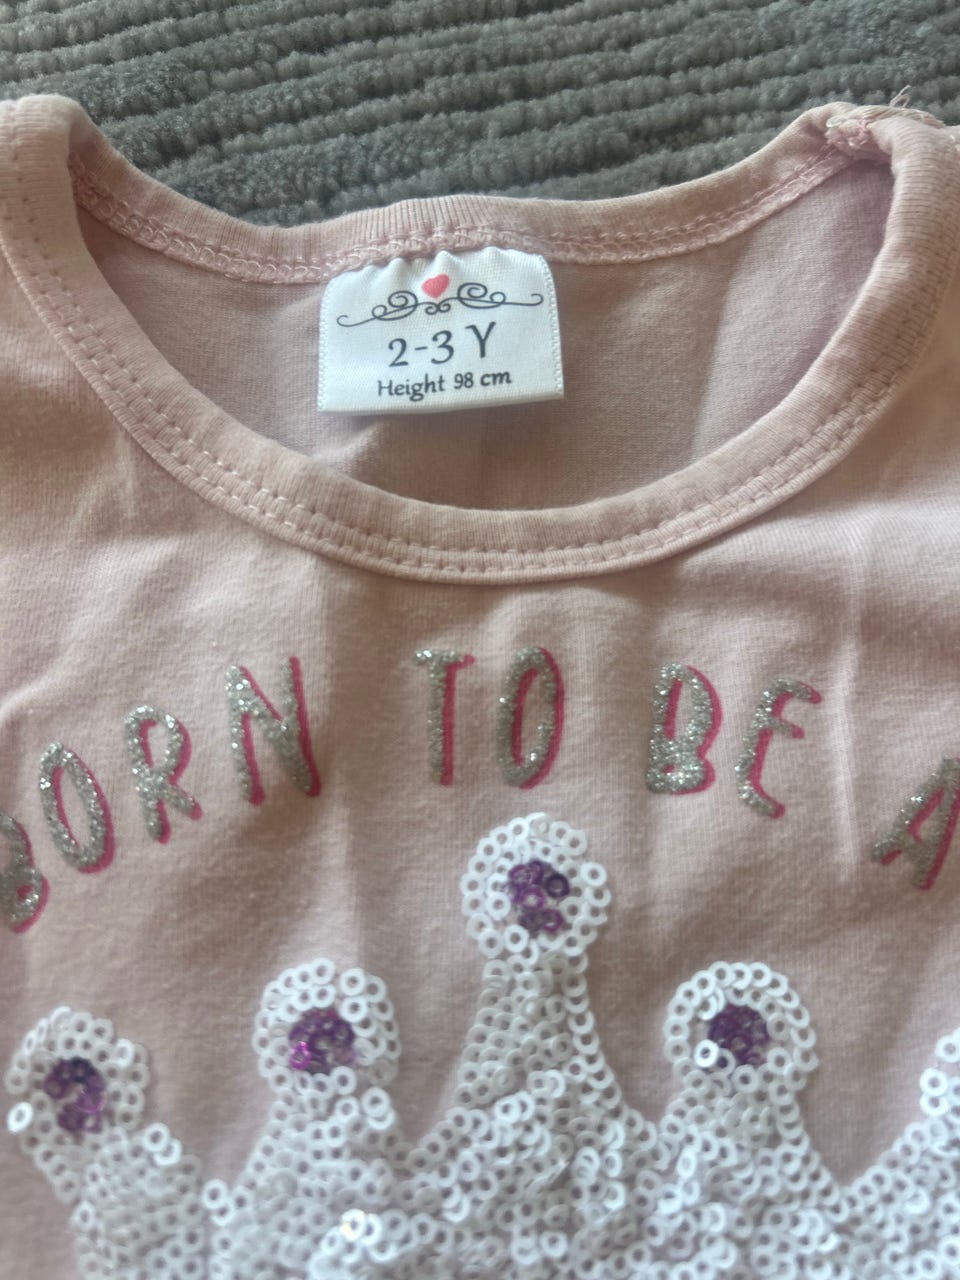 2-3 Y
Height 98 cm
BORN TO BE A